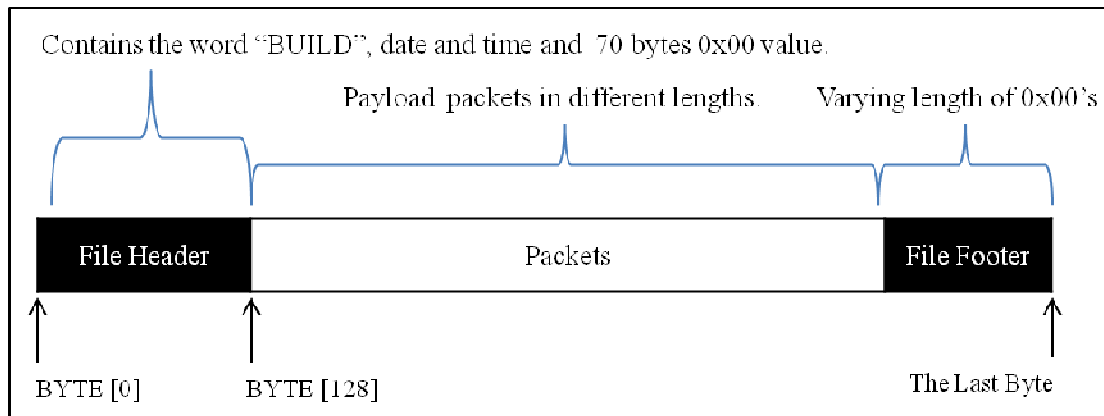 Contains the word “BUILD”, date and time and 70 bytes 0x00 value.
Payload packets in different lengths.
Varying length of 0x00’s
File Header
Packets
File Footer
BYTE [0]
BYTE [128]
The Last Byte